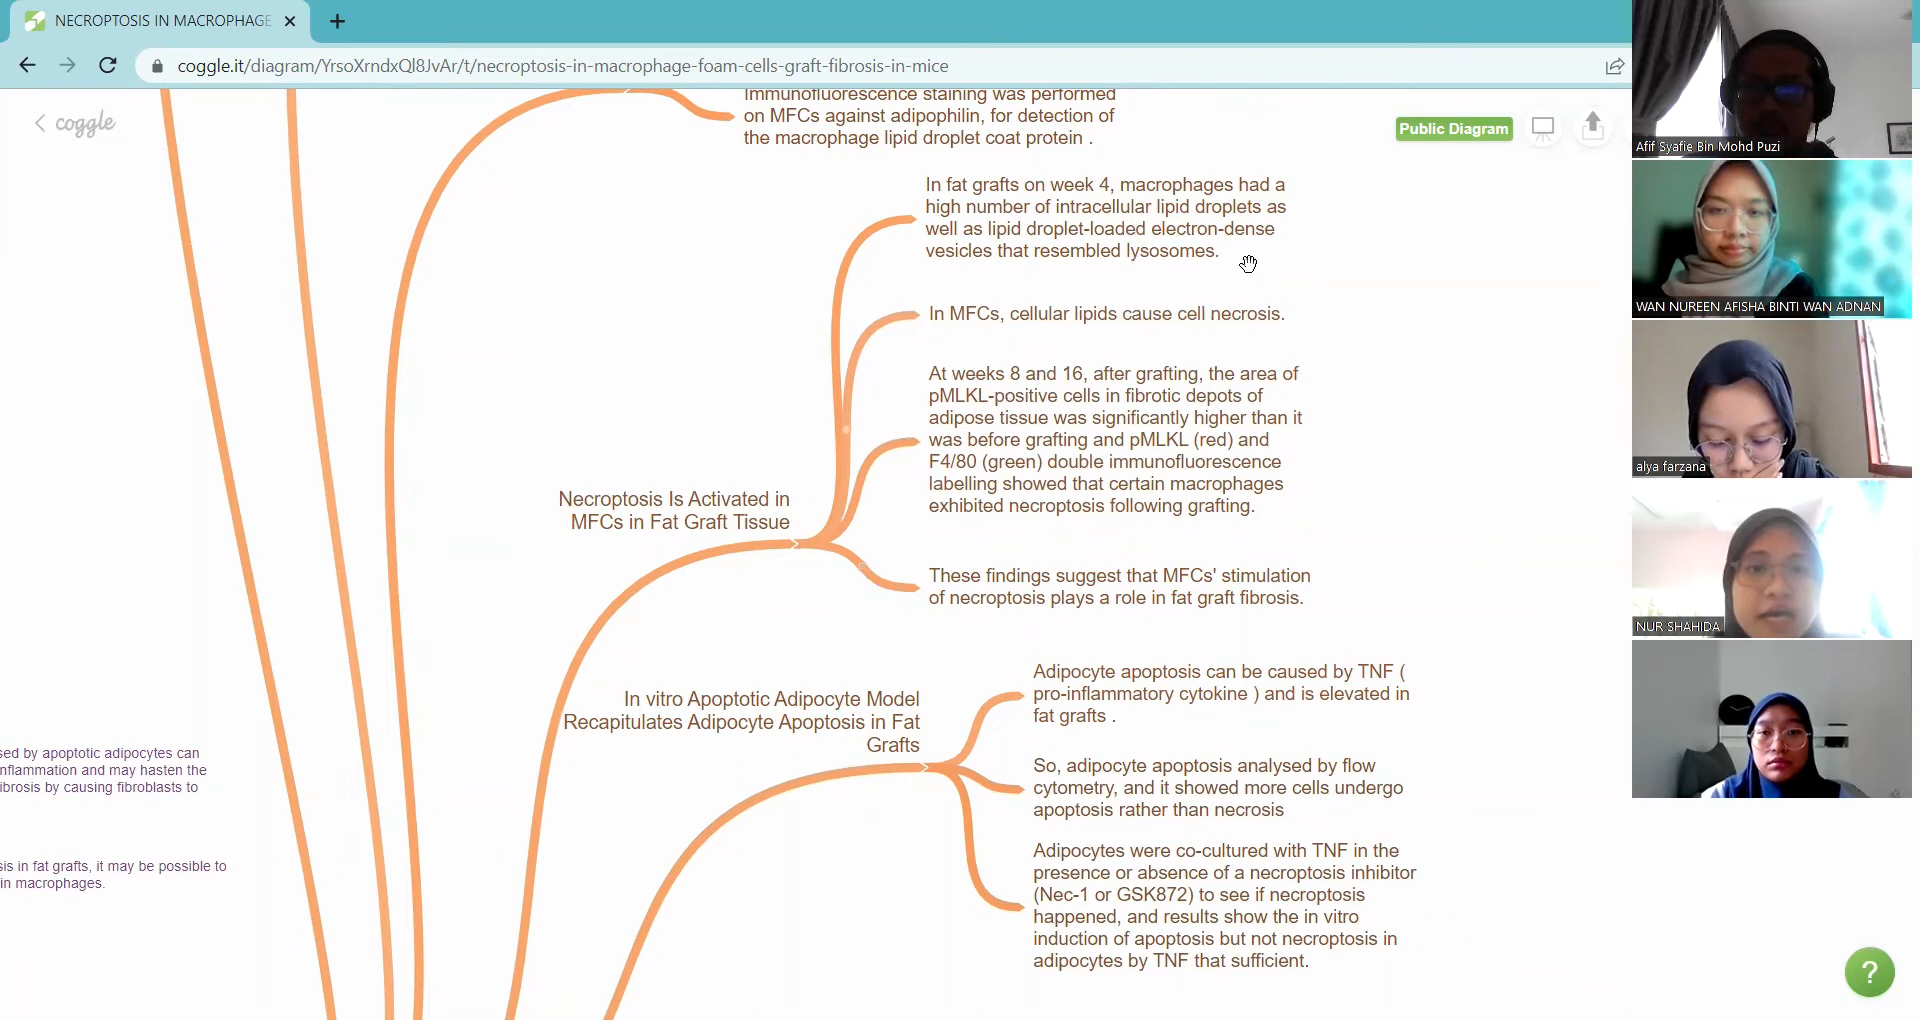 NECROPTOSIS IN MACROPHAGE
coggle.it/diagram/YrsoXrndxQl8JvAr/t/necroptosis-in-macrophage-foam-cells-graft-fibrosis-in-mice
coggle
Public Diagram
Immunofluorescence staining was performed
on MFCs against adipophilin, for detection of
the macrophage lipid droplet coat protein .
In fat grafts on week 4, macrophages had a
high number of intracellular lipid droplets as
well as lipid droplet-loaded electron-dense
vesicles that resembled lysosomes.
In MFCs, cellular lipids cause cell necrosis.
At weeks 8 and 16, after grafting, the area of
pMLKL-positive cells in fibrotic depots of
adipose tissue was significantly higher than it
was before grafting and pMLKL (red) and
F4/80 (green) double immunofluorescence
labelling showed that certain macrophages
exhibited necroptosis following grafting.
Necroptosis Is Activated in
MFCs in Fat Graft Tissue
These findings suggest that MFCs' stimulation
of necroptosis plays a role in fat graft fibrosis.
In vitro Apoptotic Adipocyte Model
Recapitulates Adipocyte Apoptosis in Fat
Grafts
Adipocyte apoptosis can be caused by TNF (
pro-inflammatory cytokine ) and is elevated in
fat grafts .
So, adipocyte apoptosis analysed by flow
cytometry, and it showed more cells undergo
apoptosis rather than necrosis
Adipocytes were co-cultured with TNF in the
presence or absence of a necroptosis inhibitor
(Nec-1 or GSK872) to see if necroptosis
happened, and results show the in vitro
induction of apoptosis but not necroptosis in
adipocytes by TNF that sufficient.
sed by apoptotic adipocytes can
nflammation and may hasten the
ibrosis by causing fibroblasts to
sis in fat grafts, it may be possible to
in macrophages.
Afif Syafie Bin Mohd Puzi
WAN NUREEN AFISHA BINTI WAN ADNAN
alya farzana
NUR SHAHIDA
?